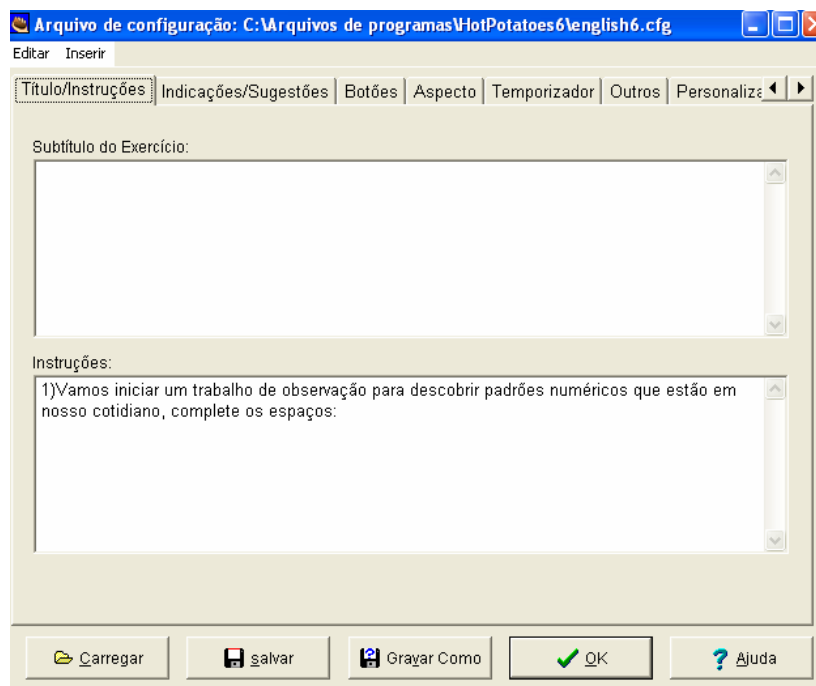 Arquivo de configuração: C:\Arquivos de programas\HotPotatoes6\english6.cfg
Editar Inserir
Título/Instruções Indicações/Sugestões Botões Aspecto Temporizador Outros Personaliza
Subtítulo do Exercício:
Instruções:
1)Vamos iniciar um trabalho de observação para descobrir padrões numéricos que estão em
nosso cotidiano, complete os espaços:
Carregar salvar Gravar Como OK Ajuda